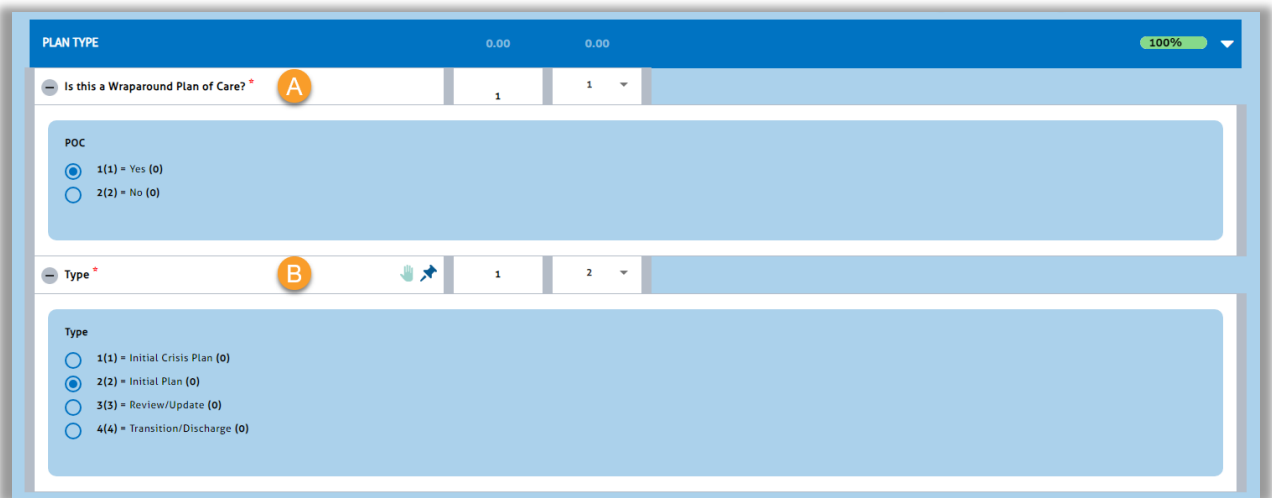 PLAN TYPE 0.00 0.00 100%
Is this a Wraparound Plan of Care? * A 1 1
POC
1(1) = Yes (0)
2(2) = No (0)
Type * B 1 2
Type
1(1) = Initial Crisis Plan (0)
2(2) = Initial Plan (0)
3(3) = Review/Update (0)
4(4) = Transition/Discharge (0)